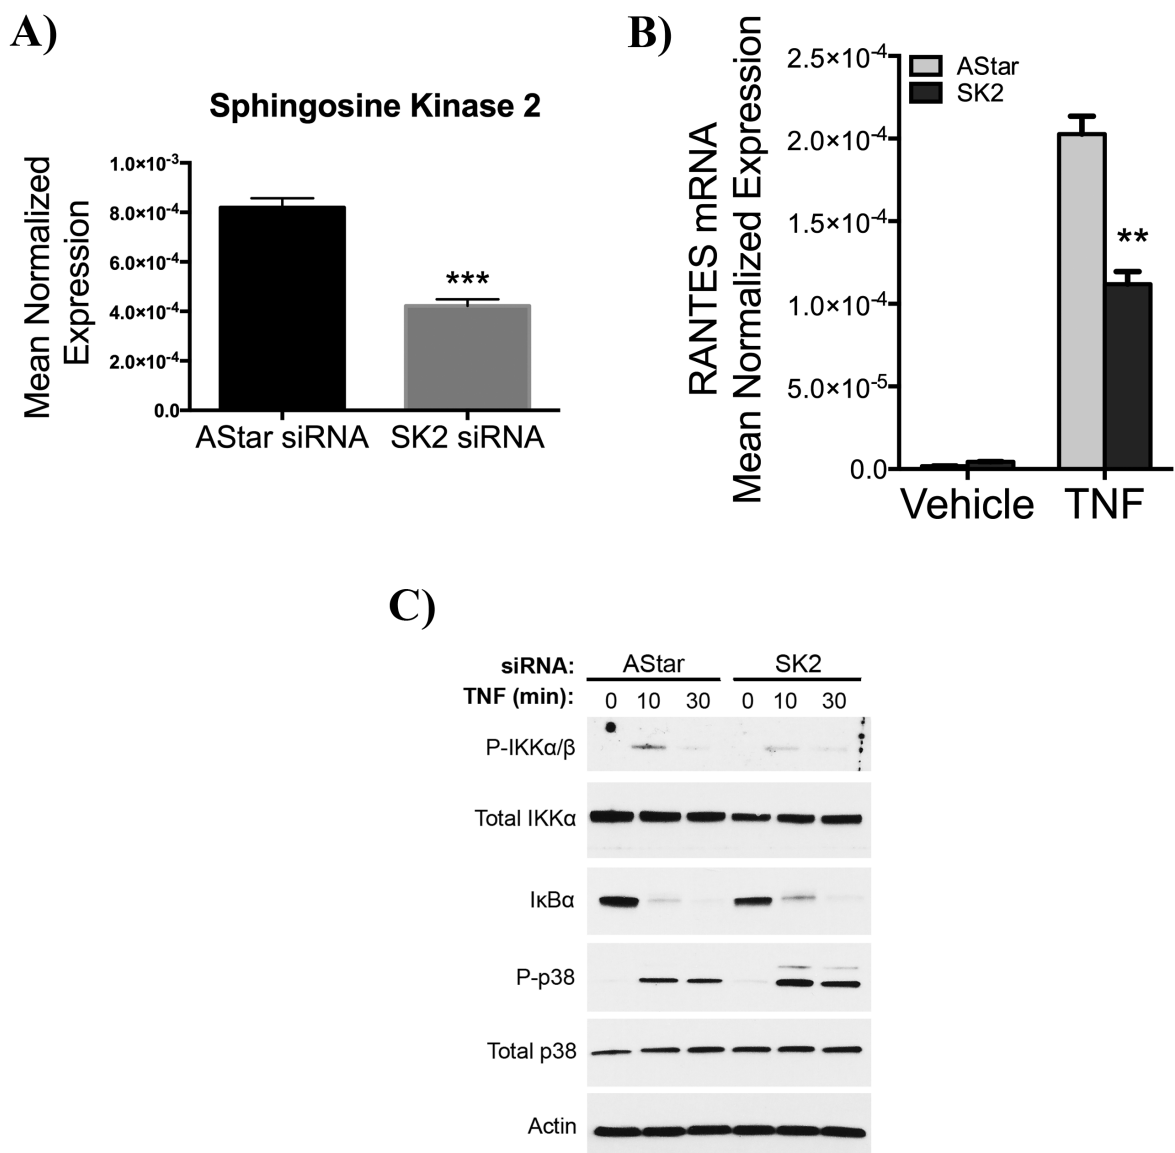 A)
Sphingosine Kinase 2
Mean Normalized
Expression
1.0×10-3
8.0×10-4
6.0×10-4
4.0×10-4
2.0×10-4
0.0
***
AStar siRNA SK2 siRNA
B)
RANTES mRNA
Mean Normalized Expression
2.5×10-4
2.0×10-4
1.5×10-4
1.0×10-4
5.0×10-5
0.0
AStar
SK2
**
Vehicle TNF
C)
siRNA: AStar SK2
TNF (min): 0 10 30 0 10 30
P-IKKα/β
Total IKKα
IκBα
P-p38
Total p38
Actin